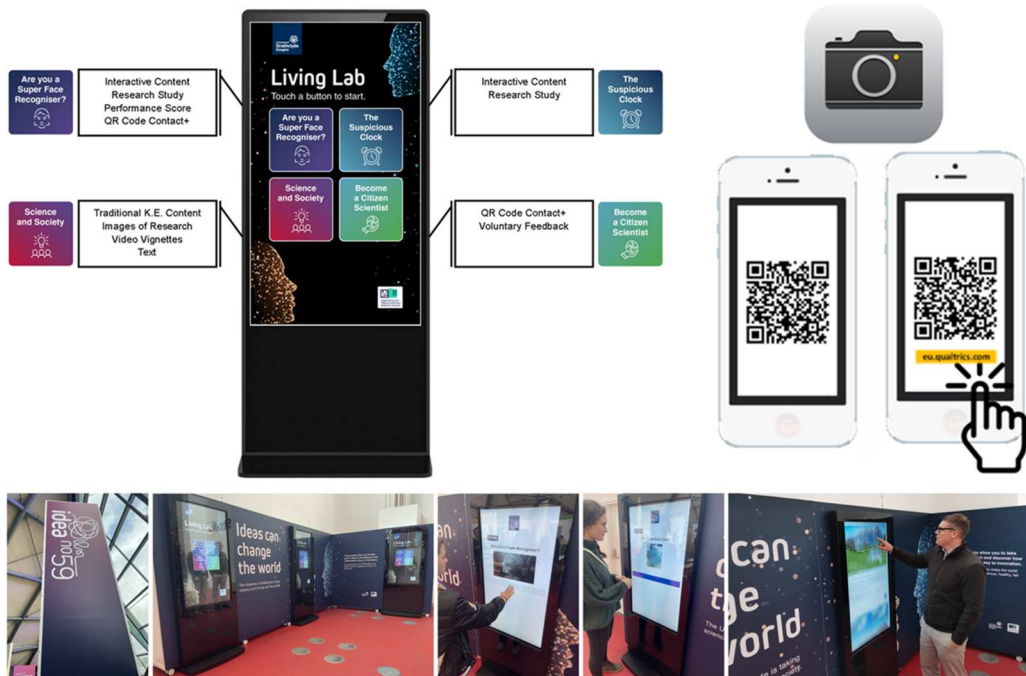 Are you a
Super Face
Recogniser?
Interactive Content
Research Study
Performance Score
QR Code Contact+
Science
and Society
Traditional K.E. Content
Images of Research
Video Vignettes
Text
Strathclyde
Glasgow
Living Lab
Touch a button to start.
Are you a
Super Face
Recogniser?
The
Suspicious
Clock
Science
and Society
Become
a Citizen
Scientist
Interactive Content
Research Study
The
Suspicious
Clock
QR Code Contact+
Voluntary Feedback
Become
a Citizen
Scientist
eu.qualtrics.com
idea no59
Living Lab
Ideas can
change
the world
can
ge
world